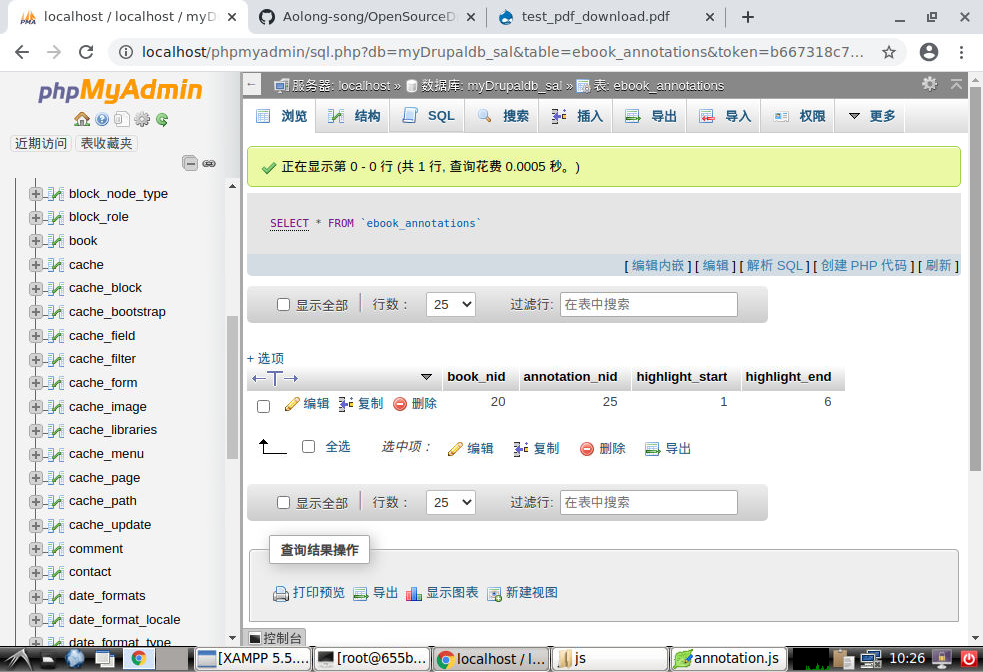 localhost / localhost / myD
Aolong-song/OpenSourceD
test_pdf_download.pdf
localhost/phpmyadmin/sql.php?db=myDrupaldb_sal&table=ebook_annotations&token=b667318c7...
phpMyAdmin
近期访问 表收藏夹
block_node_type
block_role
book
cache
cache_block
cache_bootstrap
cache_field
cache_filter
cache_form
cache_image
cache_libraries
cache_menu
cache_page
cache_path
cache_update
comment
contact
date_formats
date_format_locale
date_format_type
服务器: localhost » 数据库: myDrupaldb_sal » 表: ebook_annotations
浏览 结构 SQL 搜索 插入 导出 导入 权限 更多
正在显示第 0 - 0 行 (共 1 行, 查询花费 0.0005 秒。)
SELECT * FROM `ebook_annotations`
[ 编辑内嵌 ] [ 编辑 ] [ 解析 SQL ] [ 创建 PHP 代码 ] [ 刷新 ]
显示全部 行数： 25 过滤行: 在表中搜索
+ 选项
←T→ book_nid annotation_nid highlight_start highlight_end
编辑 复制 删除 20 25 1 6
全选 选中项： 编辑 复制 删除 导出
显示全部 行数： 25 过滤行: 在表中搜索
查询结果操作
打印预览 导出 显示图表 新建视图
控制台
[XAMPP 5.5.... [root@655b... localhost / l... js annotation.js 10:26